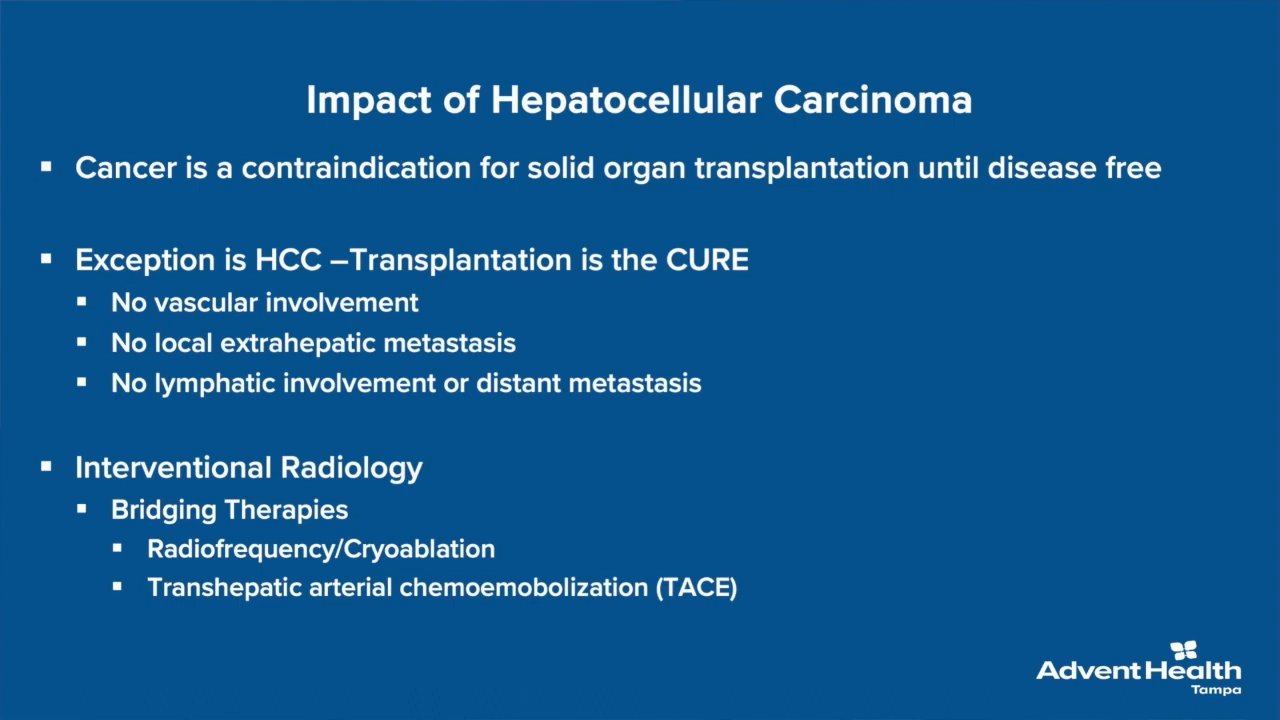 Impact of Hepatocellular Carcinoma
▪ Cancer is a contraindication for solid organ transplantation until disease free
▪ Exception is HCC –Transplantation is the CURE
▪ No vascular involvement
▪ No local extrahepatic metastasis
▪ No lymphatic involvement or distant metastasis
▪ Interventional Radiology
▪ Bridging Therapies
▪ Radiofrequency/Cryoablation
▪ Transhepatic arterial chemoemobolization (TACE)
AdventHealth
Tampa